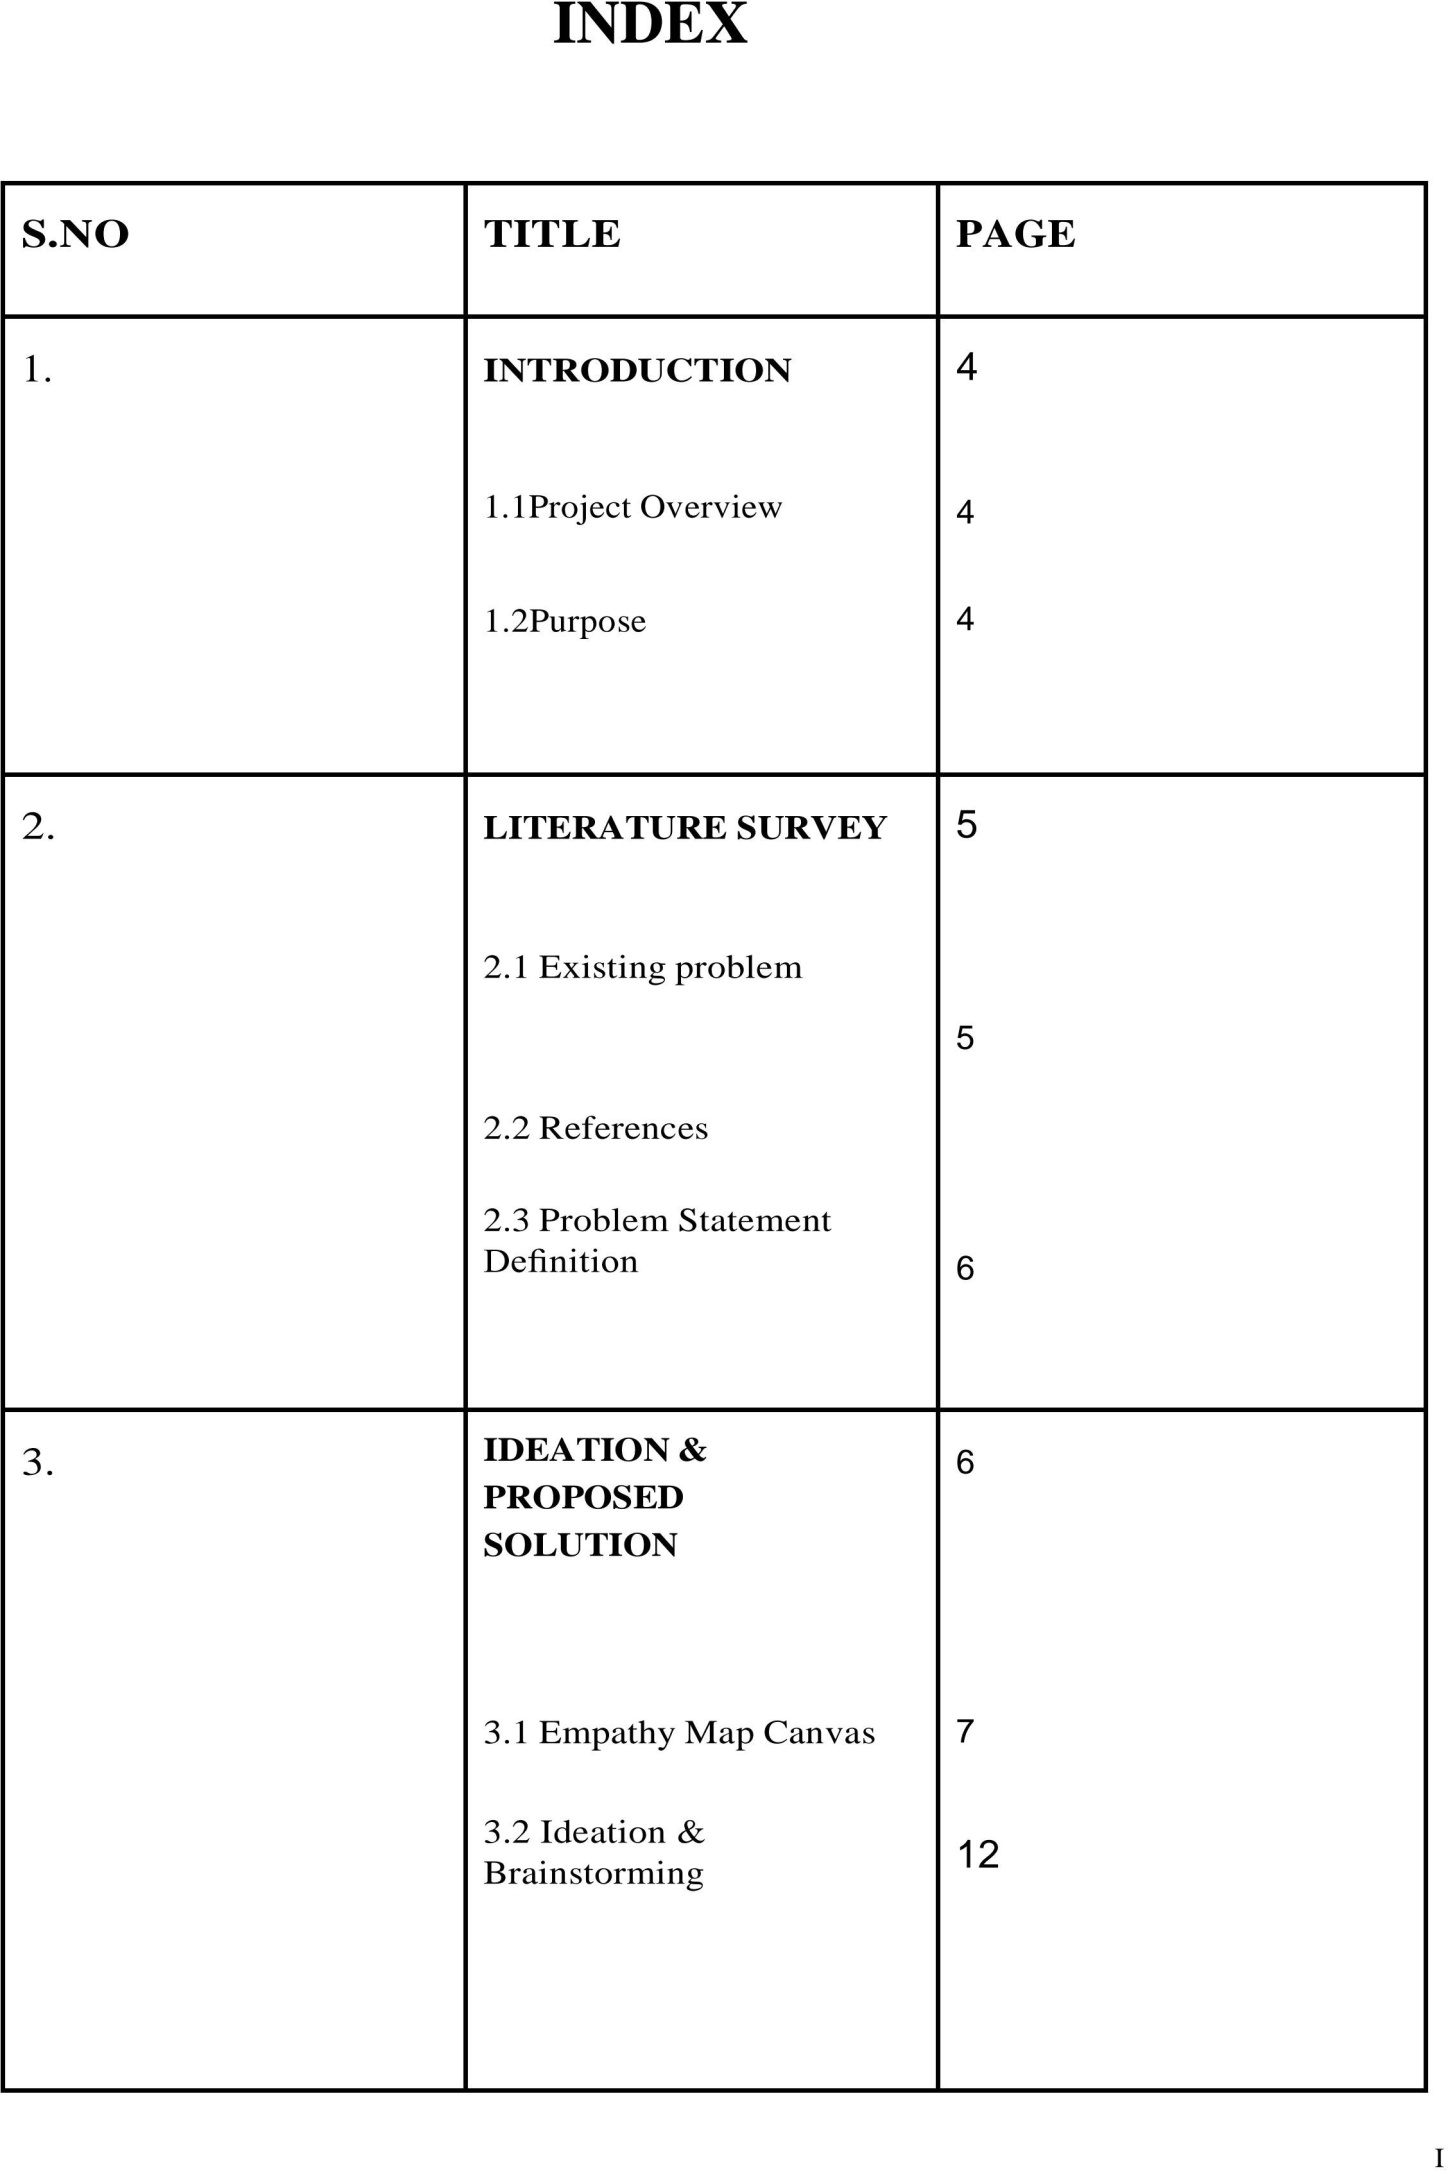 INDEX
S.NO TITLE PAGE
1. INTRODUCTION 4
1.1Project Overview 4
1.2Purpose 4
2. LITERATURE SURVEY 5
2.1 Existing problem
5
2.2 References
2.3 Problem Statement
Definition 6
3. IDEATION & 6
PROPOSED
SOLUTION
3.1 Empathy Map Canvas 7
3.2 Ideation &
Brainstorming 12
I